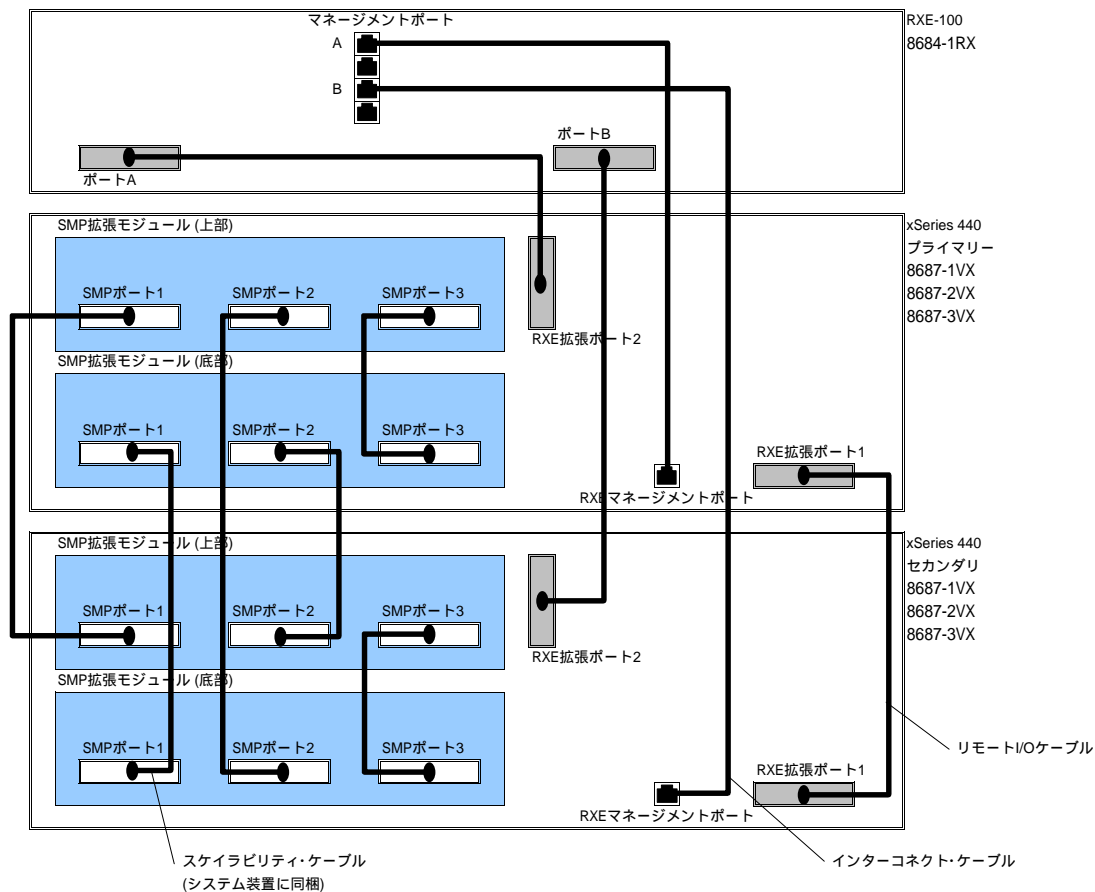 マネージメントポート
A
B
ポートA
ポートB
RXE-100
8684-1RX
SMP拡張モジュール (上部)
SMPポート1
SMPポート2
SMPポート3
RXE拡張ポート2
SMP拡張モジュール (底部)
SMPポート1
SMPポート2
SMPポート3
RXEマネージメントポート
RXE拡張ポート1
xSeries 440
プライマリー
8687-1VX
8687-2VX
8687-3VX
SMP拡張モジュール (上部)
SMPポート1
SMPポート2
SMPポート3
RXE拡張ポート2
SMP拡張モジュール (底部)
SMPポート1
SMPポート2
SMPポート3
RXEマネージメントポート
RXE拡張ポート1
xSeries 440
セカンダリ
8687-1VX
8687-2VX
8687-3VX
リモートI/Oケーブル
スケイラビリティ・ケーブル
(システム装置に同梱)
インターコネクト・ケーブル